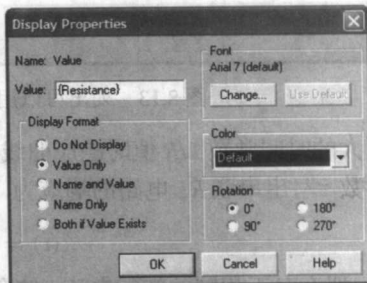 Display Properties
Name: Value
Value: {Resistance}
Display Format
Do Not Display
Value Only
Name and Value
Name Only
Both if Value Exists
Font
Arial 7 (default)
Change...
Use Default
Color
Default
Rotation
0° 180°
90° 270°
OK Cancel Help